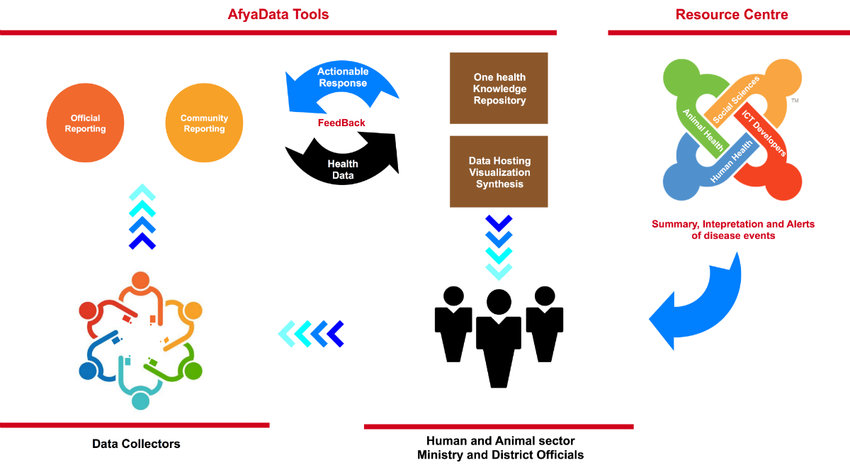 AfyaData Tools
Resource Centre
Official
Reporting
Community
Reporting
Actionable
Response
FeedBack
Health
Data
One health
Knowledge
Repository
Data Hosting
Visualization
Synthesis
Social Sciences
Animal Health
ICT Developers
Human Health
TM
Summary, Intepretation and Alerts
of disease events
Data Collectors
Human and Animal sector
Ministry and District Officials